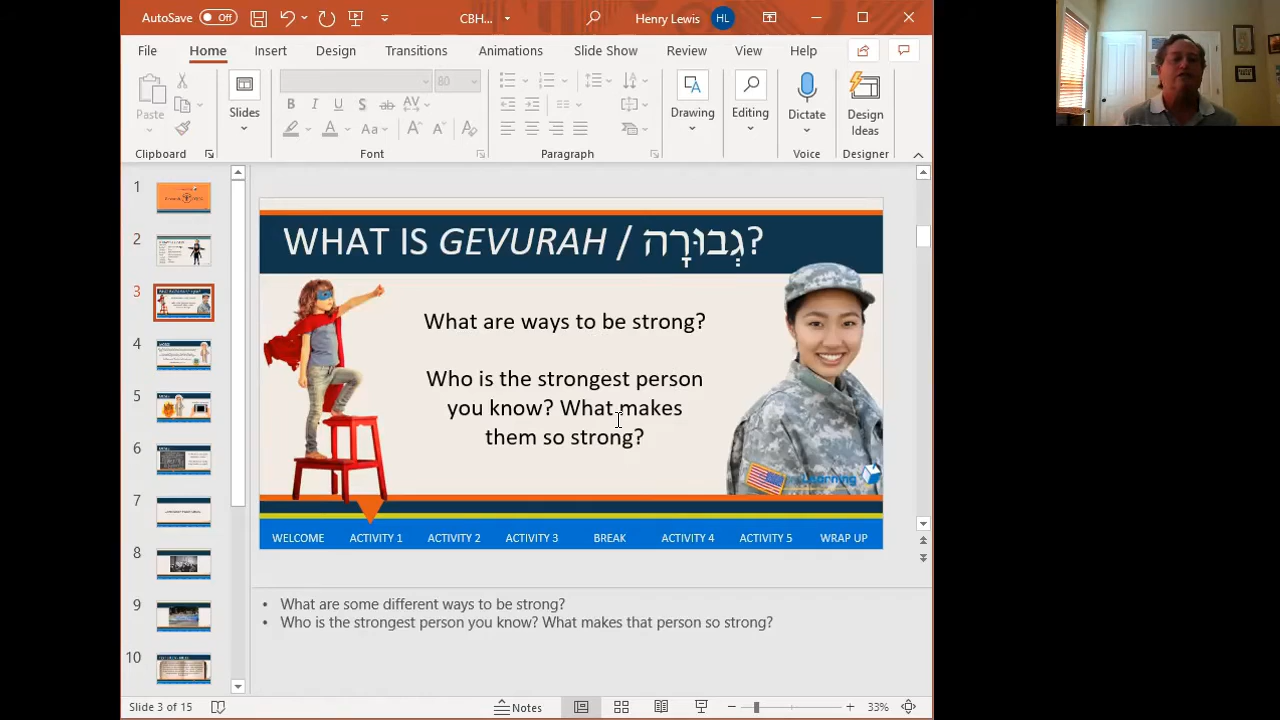 AutoSave Off CBH... Henry Lewis HL
File Home Insert Design Transitions Animations Slide Show Review View Help
80
Paste Slides Drawing Editing Dictate Design Ideas
Clipboard Font Paragraph Voice Designer
1
2
3
4
5
6
7
8
9
10
WHAT IS GEVURAH / גְבוּרָה?
What are ways to be strong?
Who is the strongest person
you know? What makes
them so strong?
WELCOME ACTIVITY 1 ACTIVITY 2 ACTIVITY 3 BREAK ACTIVITY 4 ACTIVITY 5 WRAP UP
• What are some different ways to be strong?
• Who is the strongest person you know? What makes that person so strong?
Slide 3 of 15 Notes 33%